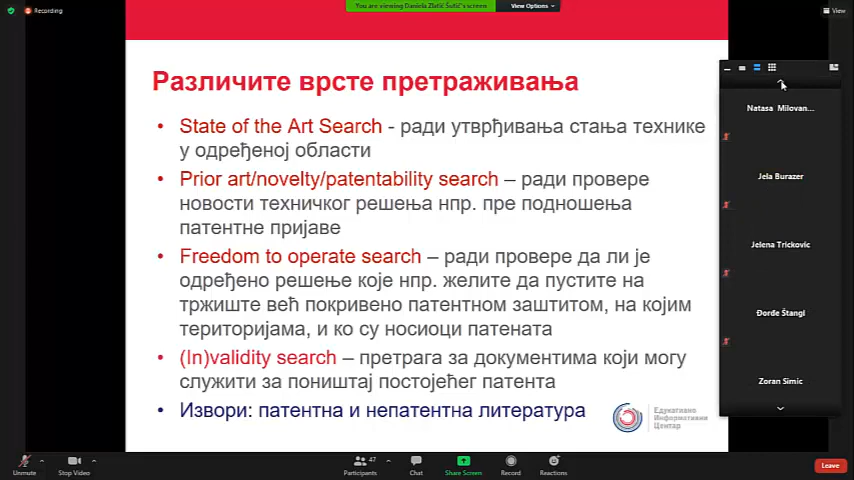 Recording
You are viewing Daniela Zlatić Šutić's screen
View Options
View
Различите врсте претраживања
• State of the Art Search - ради утврђивања стања технике
у одређеној области
• Prior art/novelty/patentability search – ради провере
новости техничког решења нпр. пре подношења
патентне пријаве
• Freedom to operate search – ради провере да ли је
одређено решење које нпр. желите да пустите на
тржиште већ покривено патентном заштитом, на којим
територијама, и ко су носиоци патената
• (In)validity search – претрага за документима који могу
служити за поништај постојећег патента
• Извори: патентна и непатентна литература
Едукативно
Информативни
Центар
Natasa Milovan...
Jela Burazer
Jelena Trickovic
Đorđe Štangl
Zoran Simic
Unmute
Stop Video
47
Participants
Chat
Share Screen
Record
Reactions
Leave